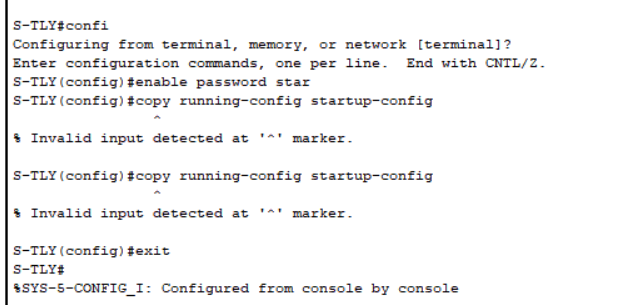 S-TLY#confi
Configuring from terminal, memory, or network [terminal]?
Enter configuration commands, one per line.  End with CNTL/Z.
S-TLY(config)#enable password star
S-TLY(config)#copy running-config startup-config
^
% Invalid input detected at '^' marker.
S-TLY(config)#copy running-config startup-config
^
% Invalid input detected at '^' marker.
S-TLY(config)#exit
S-TLY#
%SYS-5-CONFIG_I: Configured from console by console